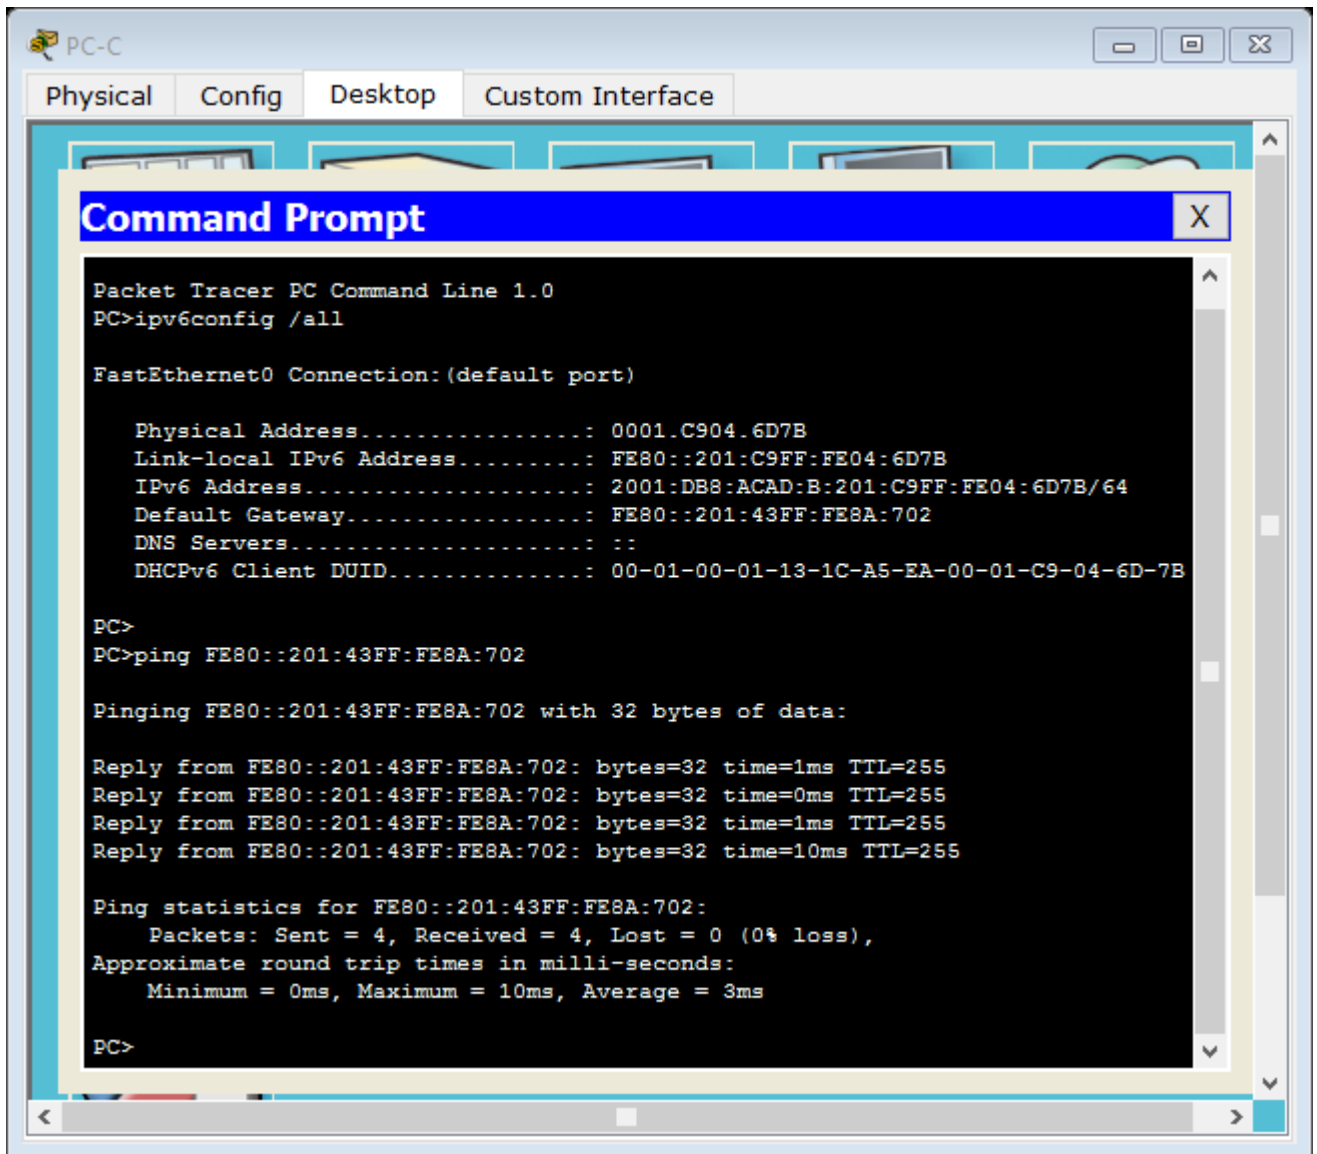 PC-C
Physical Config Desktop Custom Interface
Command Prompt X
Packet Tracer PC Command Line 1.0
PC>ipv6config /all
FastEthernet0 Connection:(default port)
Physical Address................: 0001.C904.6D7B
Link-local IPv6 Address.........: FE80::201:C9FF:FE04:6D7B
IPv6 Address....................: 2001:DB8:ACAD:B:201:C9FF:FE04:6D7B/64
Default Gateway.................: FE80::201:43FF:FE8A:702
DNS Servers.....................: ::
DHCPv6 Client DUID..............: 00-01-00-01-13-1C-A5-EA-00-01-C9-04-6D-7B
PC>
PC>ping FE80::201:43FF:FE8A:702
Pinging FE80::201:43FF:FE8A:702 with 32 bytes of data:
Reply from FE80::201:43FF:FE8A:702: bytes=32 time=1ms TTL=255
Reply from FE80::201:43FF:FE8A:702: bytes=32 time=0ms TTL=255
Reply from FE80::201:43FF:FE8A:702: bytes=32 time=1ms TTL=255
Reply from FE80::201:43FF:FE8A:702: bytes=32 time=10ms TTL=255
Ping statistics for FE80::201:43FF:FE8A:702:
Packets: Sent = 4, Received = 4, Lost = 0 (0% loss),
Approximate round trip times in milli-seconds:
Minimum = 0ms, Maximum = 10ms, Average = 3ms
PC>